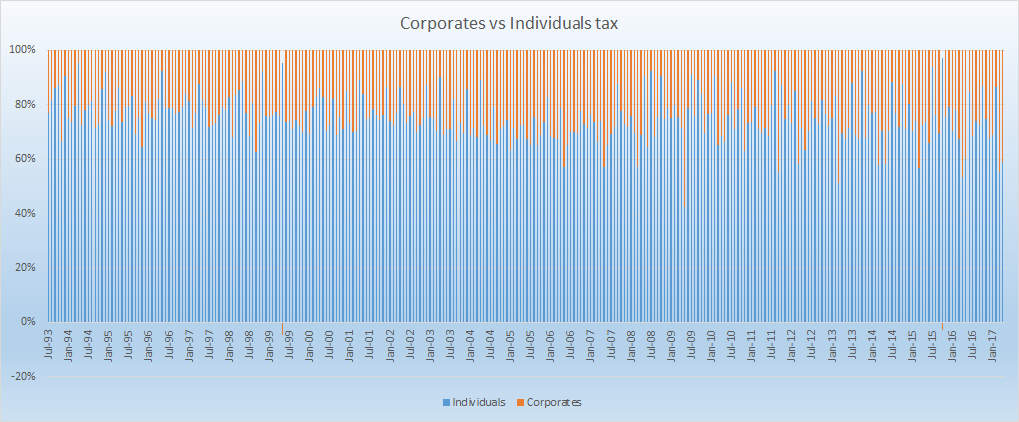 Corporates vs Individuals tax
100%
80%
60%
40%
20%
0%
-20%
Jul-93
Jan-94
Jul-94
Jan-95
Jul-95
Jan-96
Jul-96
Jan-97
Jul-97
Jan-98
Jul-98
Jan-99
Jul-99
Jan-00
Jul-00
Jan-01
Jul-01
Jan-02
Jul-02
Jan-03
Jul-03
Jan-04
Jul-04
Jan-05
Jul-05
Jan-06
Jul-06
Jan-07
Jul-07
Jan-08
Jul-08
Jan-09
Jul-09
Jan-10
Jul-10
Jan-11
Jul-11
Jan-12
Jul-12
Jan-13
Jul-13
Jan-14
Jul-14
Jan-15
Jul-15
Jan-16
Jul-16
Jan-17
Individuals Corporates